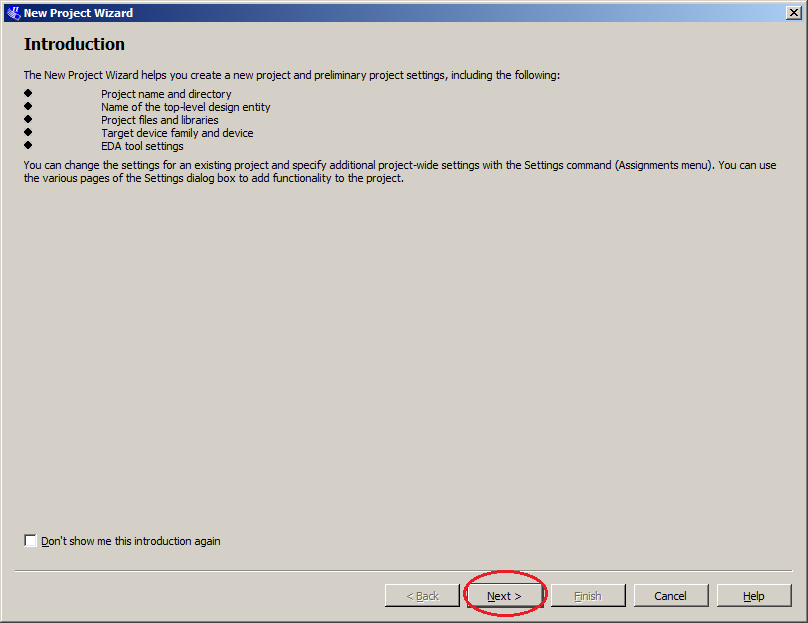 New Project Wizard
Introduction
The New Project Wizard helps you create a new project and preliminary project settings, including the following:
Project name and directory
Name of the top-level design entity
Project files and libraries
Target device family and device
EDA tool settings
You can change the settings for an existing project and specify additional project-wide settings with the Settings command (Assignments menu). You can use
the various pages of the Settings dialog box to add functionality to the project.
Don't show me this introduction again
< Back Next > Finish Cancel Help